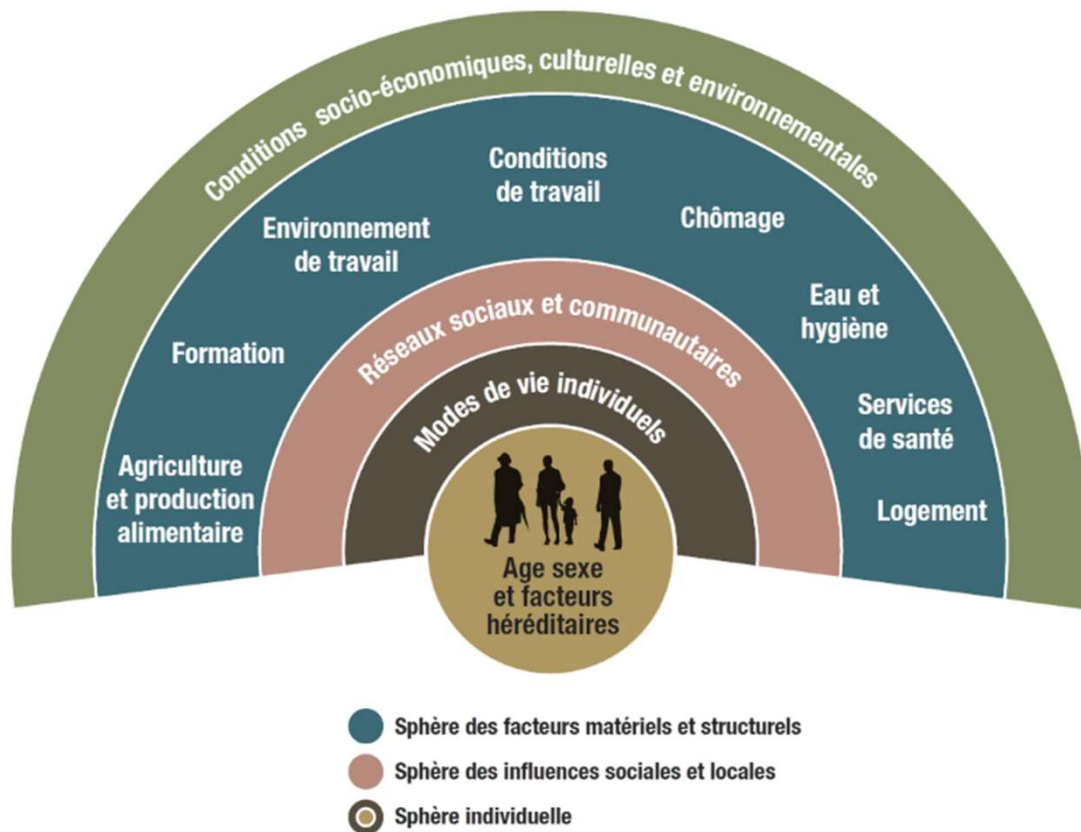 Conditions socio-économiques, culturelles et environnementales
Conditions
de travail
Environnement
de travail
Chômage
Eau et
hygiène
Formation
Services
de santé
Agriculture
et production
alimentaire
Logement
Réseaux sociaux et communautaires
Modes de vie individuels
Age sexe
et facteurs
héréditaires
Sphère des facteurs matériels et structurels
Sphère des influences sociales et locales
Sphère individuelle